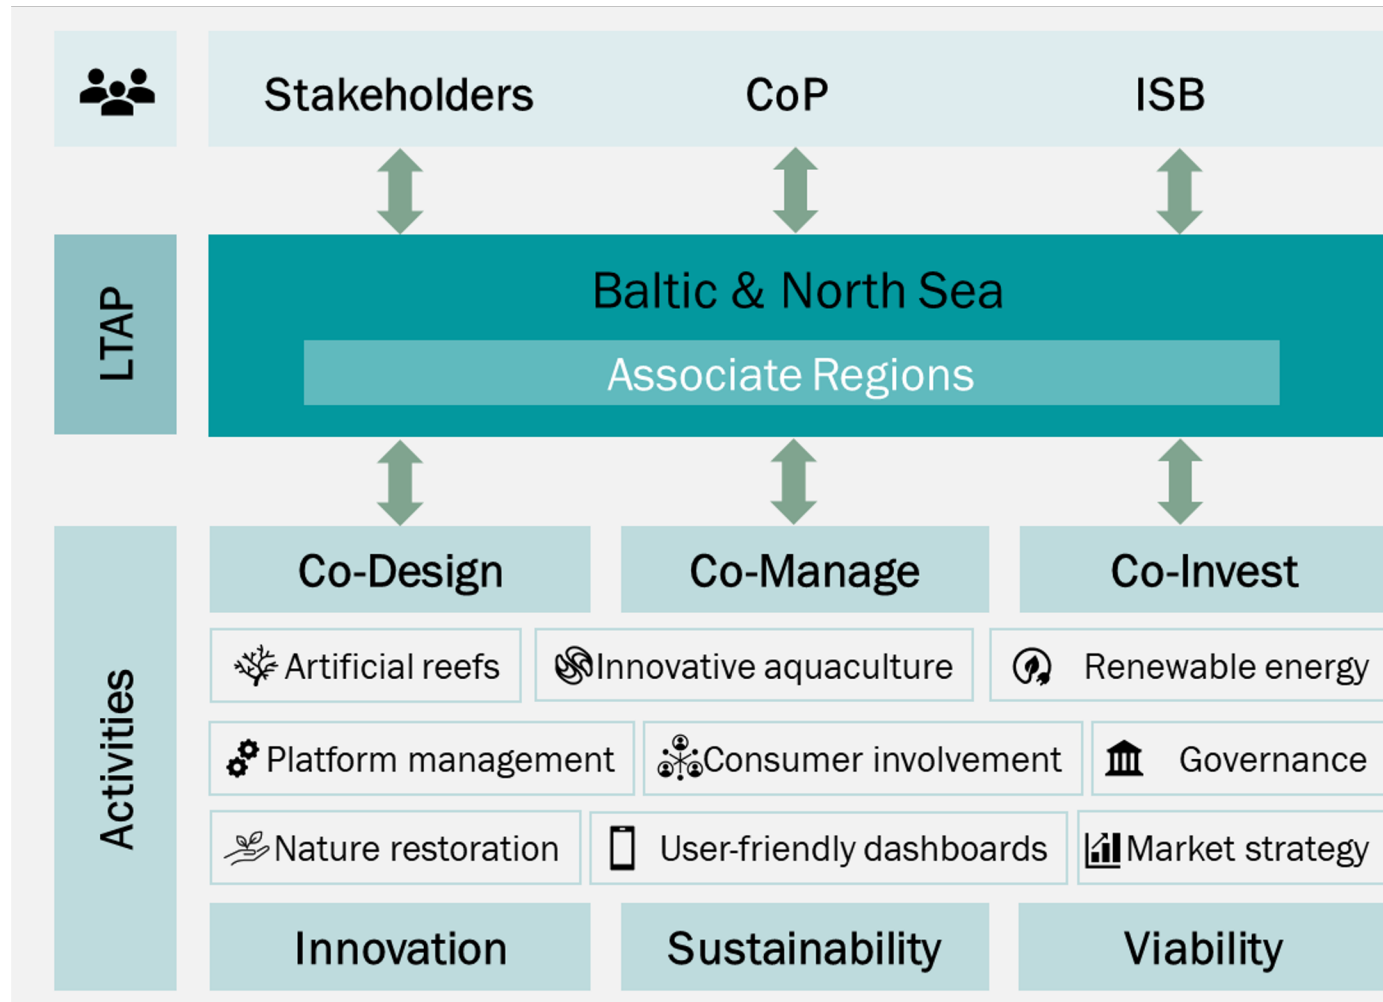 Stakeholders CoP ISB
LTAP
Baltic & North Sea
Associate Regions
Activities
Co-Design Co-Manage Co-Invest
Artificial reefs Innovative aquaculture Renewable energy
Platform management Consumer involvement Governance
Nature restoration User-friendly dashboards Market strategy
Innovation Sustainability Viability